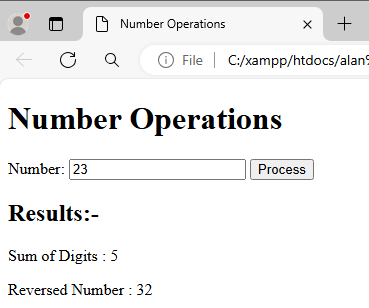 Number Operations
File C:/xampp/htdocs/alan%
Number Operations
Number: 23 Process
Results:-
Sum of Digits : 5
Reversed Number : 32